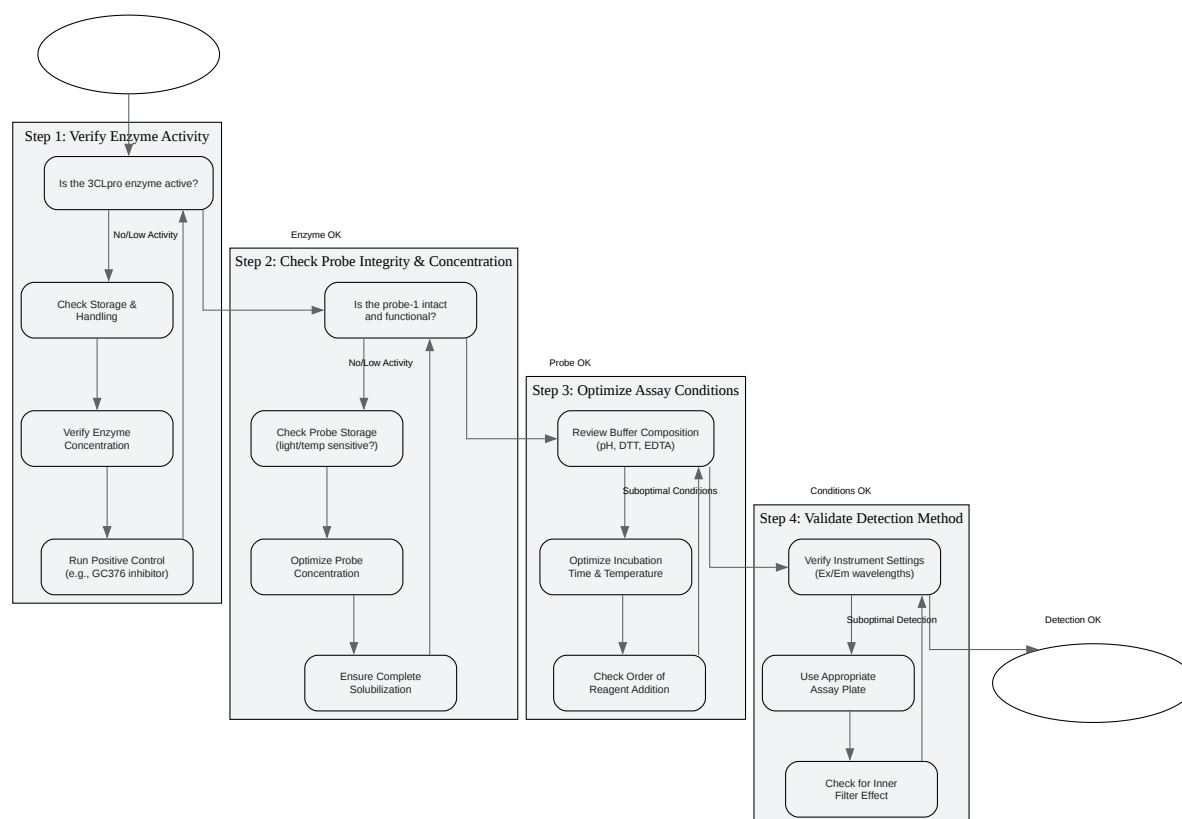 Step 1: Verify Enzyme Activity
Is the 3CLpro enzyme active?
No/Low Activity
Check Storage &
Handling
Verify Enzyme
Concentration
Run Positive Control
(e.g., GC376 inhibitor)
Enzyme OK
Step 2: Check Probe Integrity & Concentration
Is the probe-1 intact
and functional?
No/Low Activity
Check Probe Storage
(light/temp sensitive?)
Optimize Probe
Concentration
Ensure Complete
Solubilization
Probe OK
Step 3: Optimize Assay Conditions
Review Buffer Composition
(pH, DTT, EDTA)
Suboptimal Conditions
Optimize Incubation
Time & Temperature
Check Order of
Reagent Addition
Conditions OK
Step 4: Validate Detection Method
Verify Instrument Settings
(Ex/Em wavelengths)
Suboptimal Detection
Use Appropriate
Assay Plate
Check for Inner
Filter Effect
Detection OK